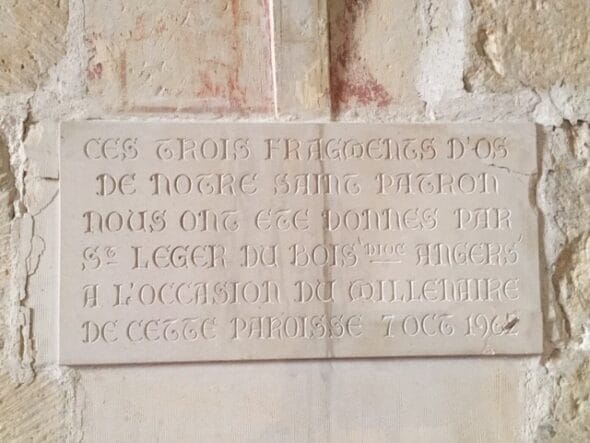 CES TROIS FRAGMENTS D'OS
DE NOTRE SAINT PATRON
NOUS ONT ETE DONNES PAR
St LEGER DU BOIS 'DIOC ANGERS'
A L'OCCASION DU MILLENAIRE
DE CETTE PAROISSE 7 OCT 1962